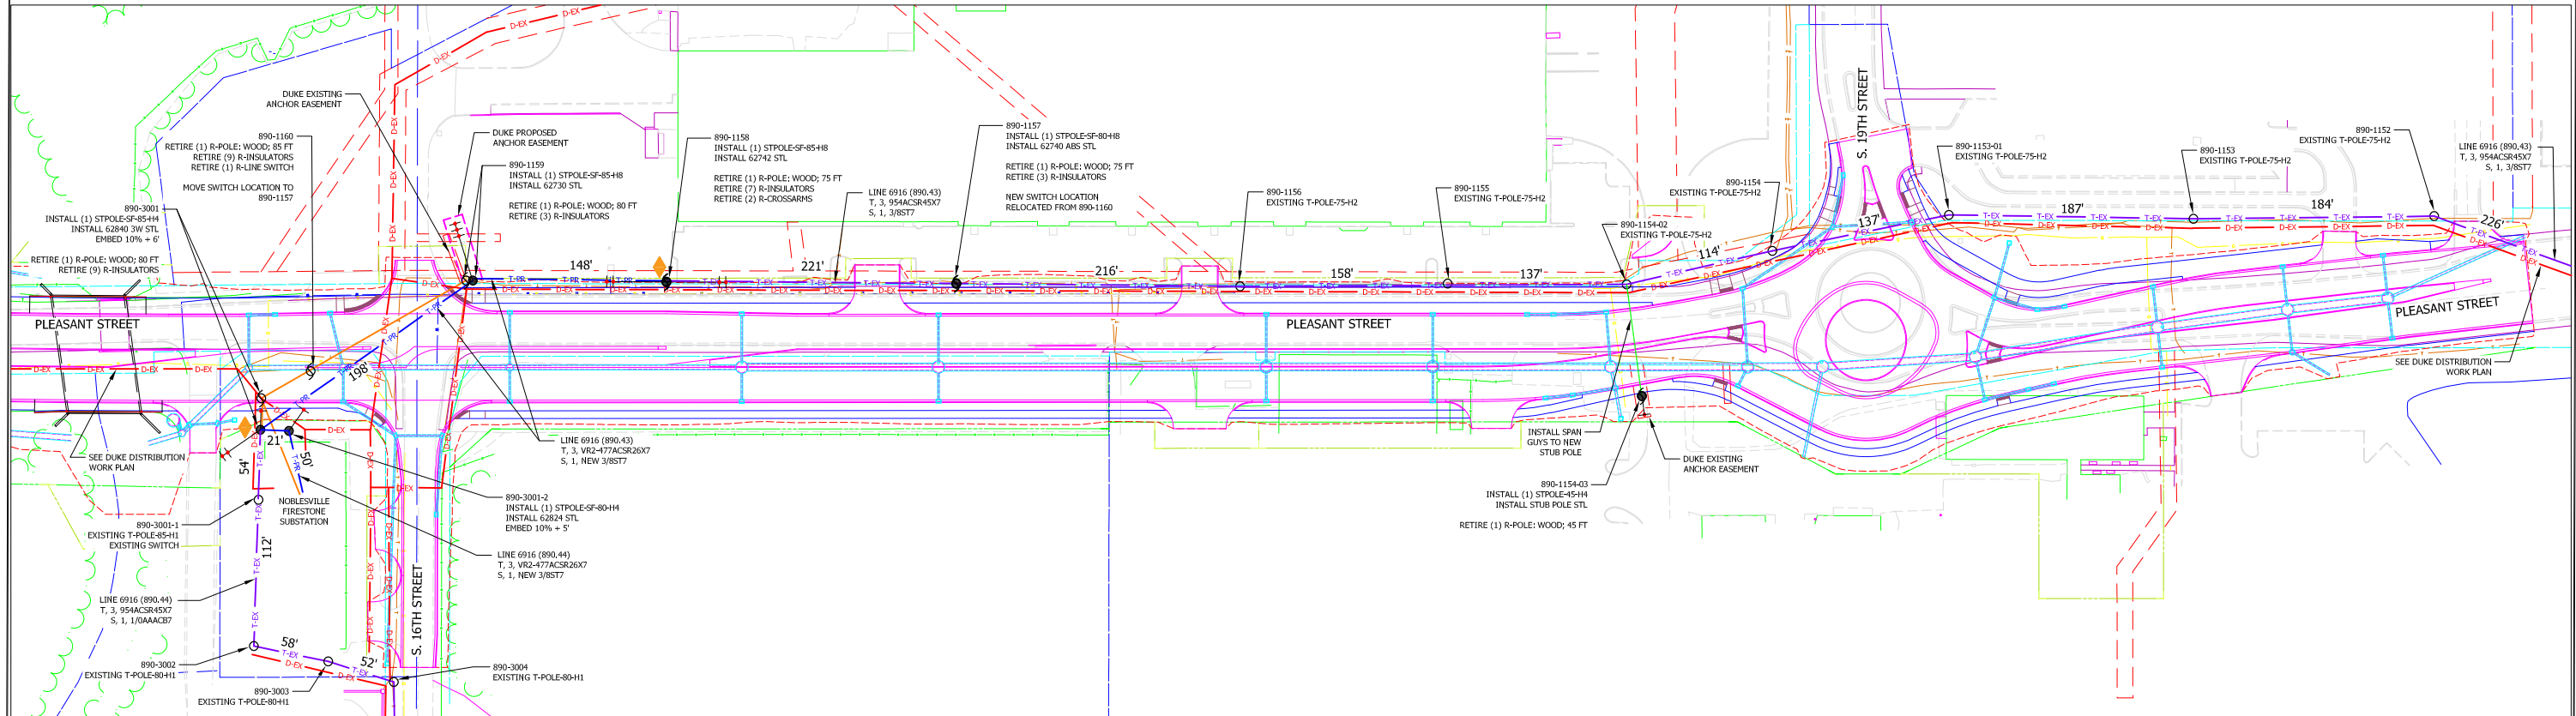 DUKE EXISTING
ANCHOR EASEMENT
890-1160
RETIRE (1) R-POLE: WOOD; 85 FT
RETIRE (9) R-INSULATORS
RETIRE (1) R-LINE SWITCH
MOVE SWITCH LOCATION TO
890-1157
890-3001
INSTALL (1) STPOLE-SF-85-H4
INSTALL 62840 3W STL
EMBED 10% + 6'
RETIRE (1) R-POLE: WOOD; 80 FT
RETIRE (9) R-INSULATORS
DUKE PROPOSED
ANCHOR EASEMENT
890-1159
INSTALL (1) STPOLE-SF-85-H8
INSTALL 62730 STL
RETIRE (1) R-POLE: WOOD; 80 FT
RETIRE (3) R-INSULATORS
890-1158
INSTALL (1) STPOLE-SF-85-H8
INSTALL 62742 STL
RETIRE (1) R-POLE: WOOD; 75 FT
RETIRE (7) R-INSULATORS
RETIRE (2) R-CROSSARMS
LINE 6916 (890.43)
T, 3, 954ACSR45X7
S, 1, 3/8ST7
890-1157
INSTALL (1) STPOLE-SF-80-H8
INSTALL 62740 ABS STL
RETIRE (1) R-POLE: WOOD; 75 FT
RETIRE (3) R-INSULATORS
NEW SWITCH LOCATION
RELOCATED FROM 890-1160
890-1156
EXISTING T-POLE-75-H2
890-1155
EXISTING T-POLE-75-H2
890-1154-02
EXISTING T-POLE-75-H2
890-1154
EXISTING T-POLE-75-H2
S. 19TH STREET
890-1153-01
EXISTING T-POLE-75-H2
890-1153
EXISTING T-POLE-75-H2
890-1152
EXISTING T-POLE-75-H2
LINE 6916 (890.43)
T, 3, 954ACSR45X7
S, 1, 3/8ST7
148'
221'
216'
158'
137'
114'
137'
187'
184'
226'
PLEASANT STREET
PLEASANT STREET
PLEASANT STREET
198'
21'
50'
54'
112'
58'
52'
SEE DUKE DISTRIBUTION
WORK PLAN
SEE DUKE DISTRIBUTION
WORK PLAN
NOBLESVILLE
FIRESTONE
SUBSTATION
LINE 6916 (890.43)
T, 3, VR2-477ACSR26X7
S, 1, NEW 3/8ST7
890-3001-2
INSTALL (1) STPOLE-SF-80-H4
INSTALL 62824 STL
EMBED 10% + 5'
LINE 6916 (890.44)
T, 3, VR2-477ACSR26X7
S, 1, NEW 3/8ST7
890-3001-1
EXISTING T-POLE-85-H1
EXISTING SWITCH
LINE 6916 (890.44)
T, 3, 954ACSR45X7
S, 1, 1/0AAACB7
890-3002
EXISTING T-POLE-80-H1
890-3003
EXISTING T-POLE-80-H1
890-3004
EXISTING T-POLE-80-H1
S. 16TH STREET
INSTALL SPAN
GUYS TO NEW
STUB POLE
DUKE EXISTING
ANCHOR EASEMENT
890-1154-03
INSTALL (1) STPOLE-45-H4
INSTALL STUB POLE STL
RETIRE (1) R-POLE: WOOD; 45 FT